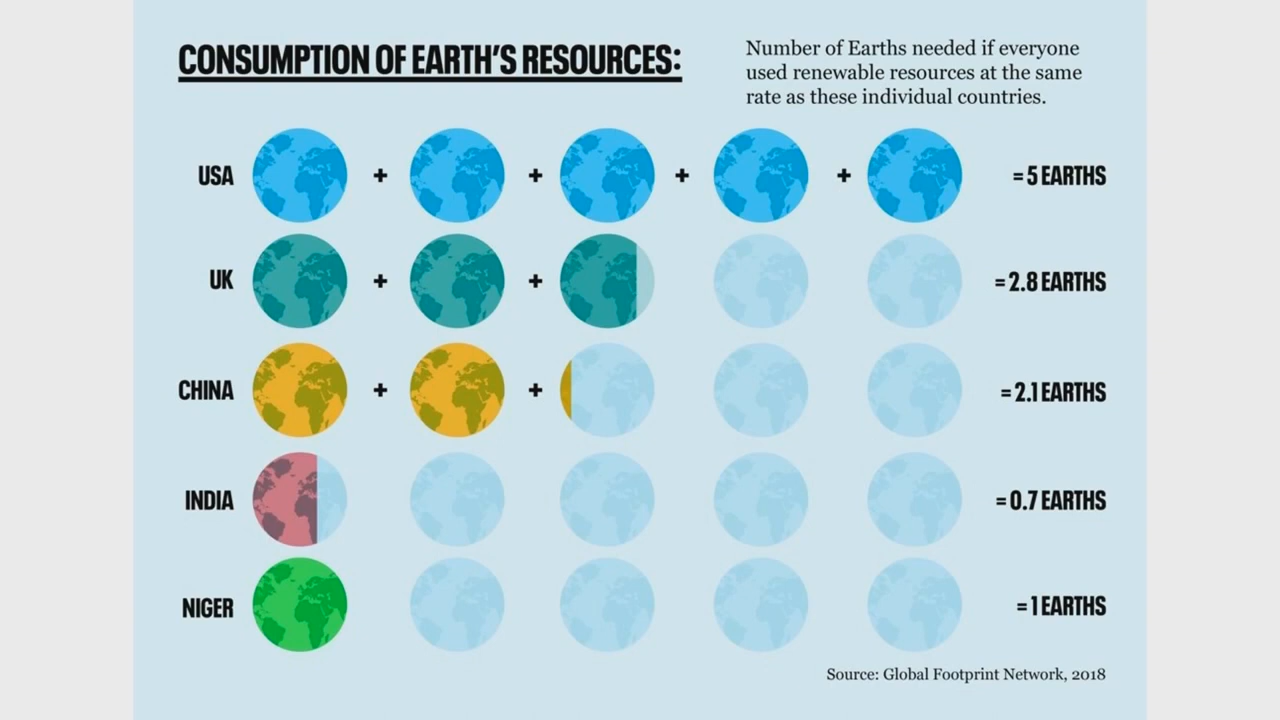 CONSUMPTION OF EARTH'S RESOURCES:
Number of Earths needed if everyone
used renewable resources at the same
rate as these individual countries.
USA + + + + = 5 EARTHS
UK + + = 2.8 EARTHS
CHINA + + = 2.1 EARTHS
INDIA = 0.7 EARTHS
NIGER = 1 EARTHS
Source: Global Footprint Network, 2018